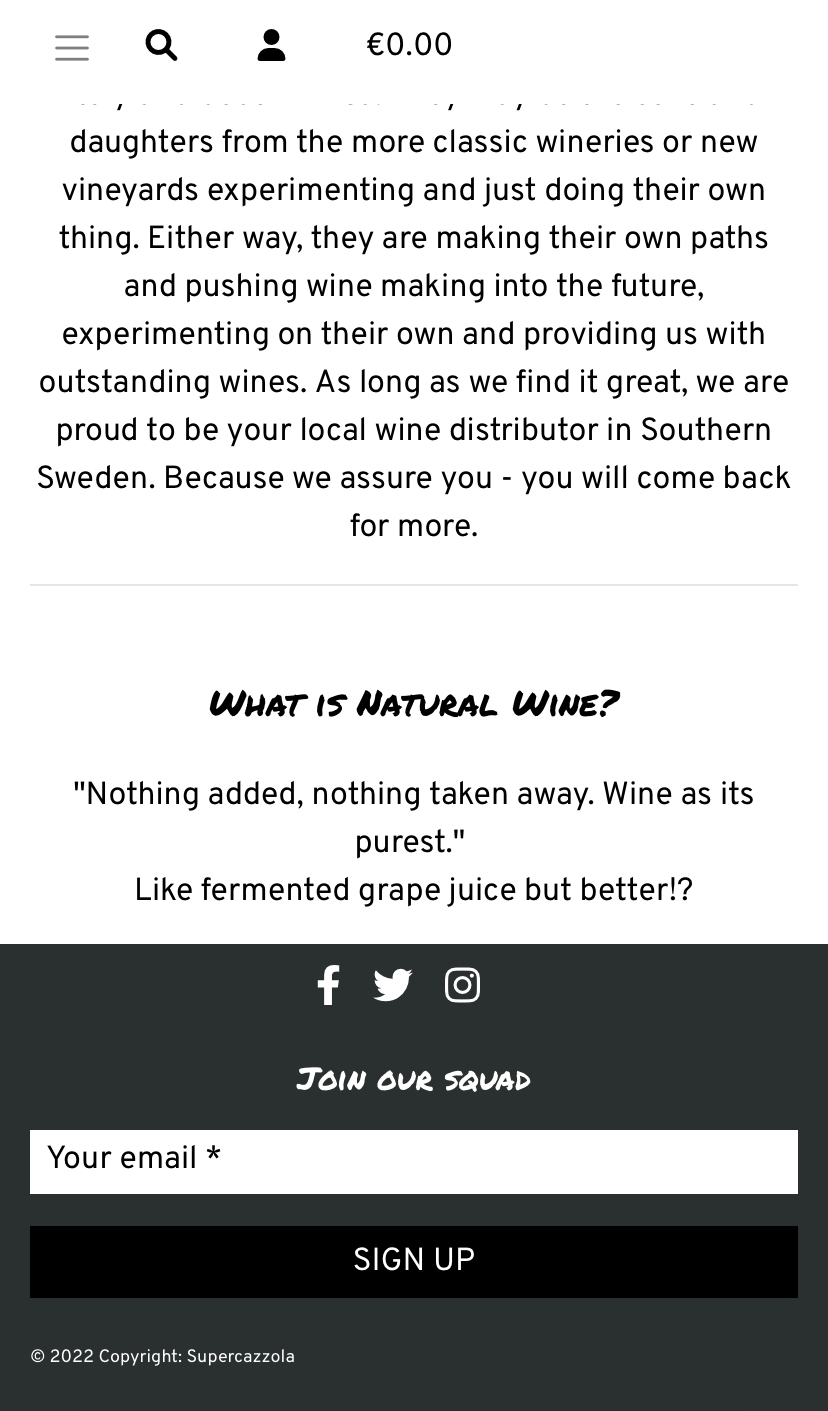 €0.00
daughters from the more classic wineries or new
vineyards experimenting and just doing their own
thing. Either way, they are making their own paths
and pushing wine making into the future,
experimenting on their own and providing us with
outstanding wines. As long as we find it great, we are
proud to be your local wine distributor in Southern
Sweden. Because we assure you - you will come back
for more.
What is Natural Wine?
"Nothing added, nothing taken away. Wine as its
purest."
Like fermented grape juice but better!?
Join our squad
Your email *
SIGN UP
© 2022 Copyright: Supercazzola